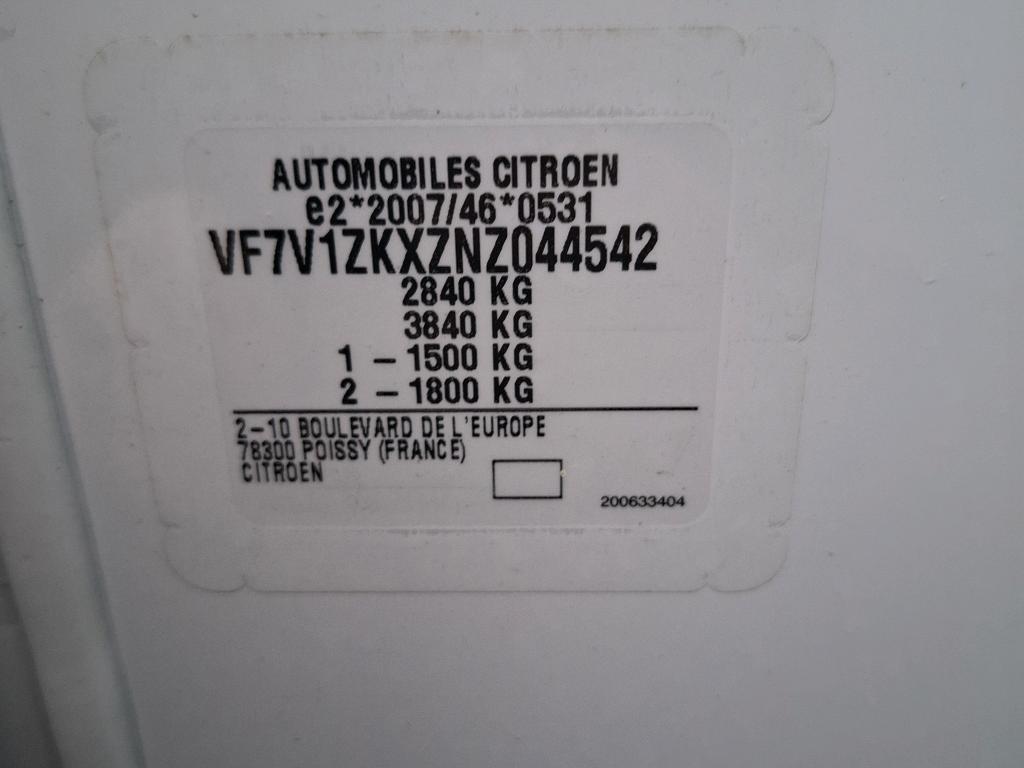 AUTOMOBILES CITROEN
e2*2007/46*0531
VF7V1ZKXZNZ044542
2840 KG
3840 KG
1 - 1500 KG
2 - 1800 KG
2-10 BOULEVARD DE L'EUROPE
78300 POISSY (FRANCE)
CITROEN
200633404